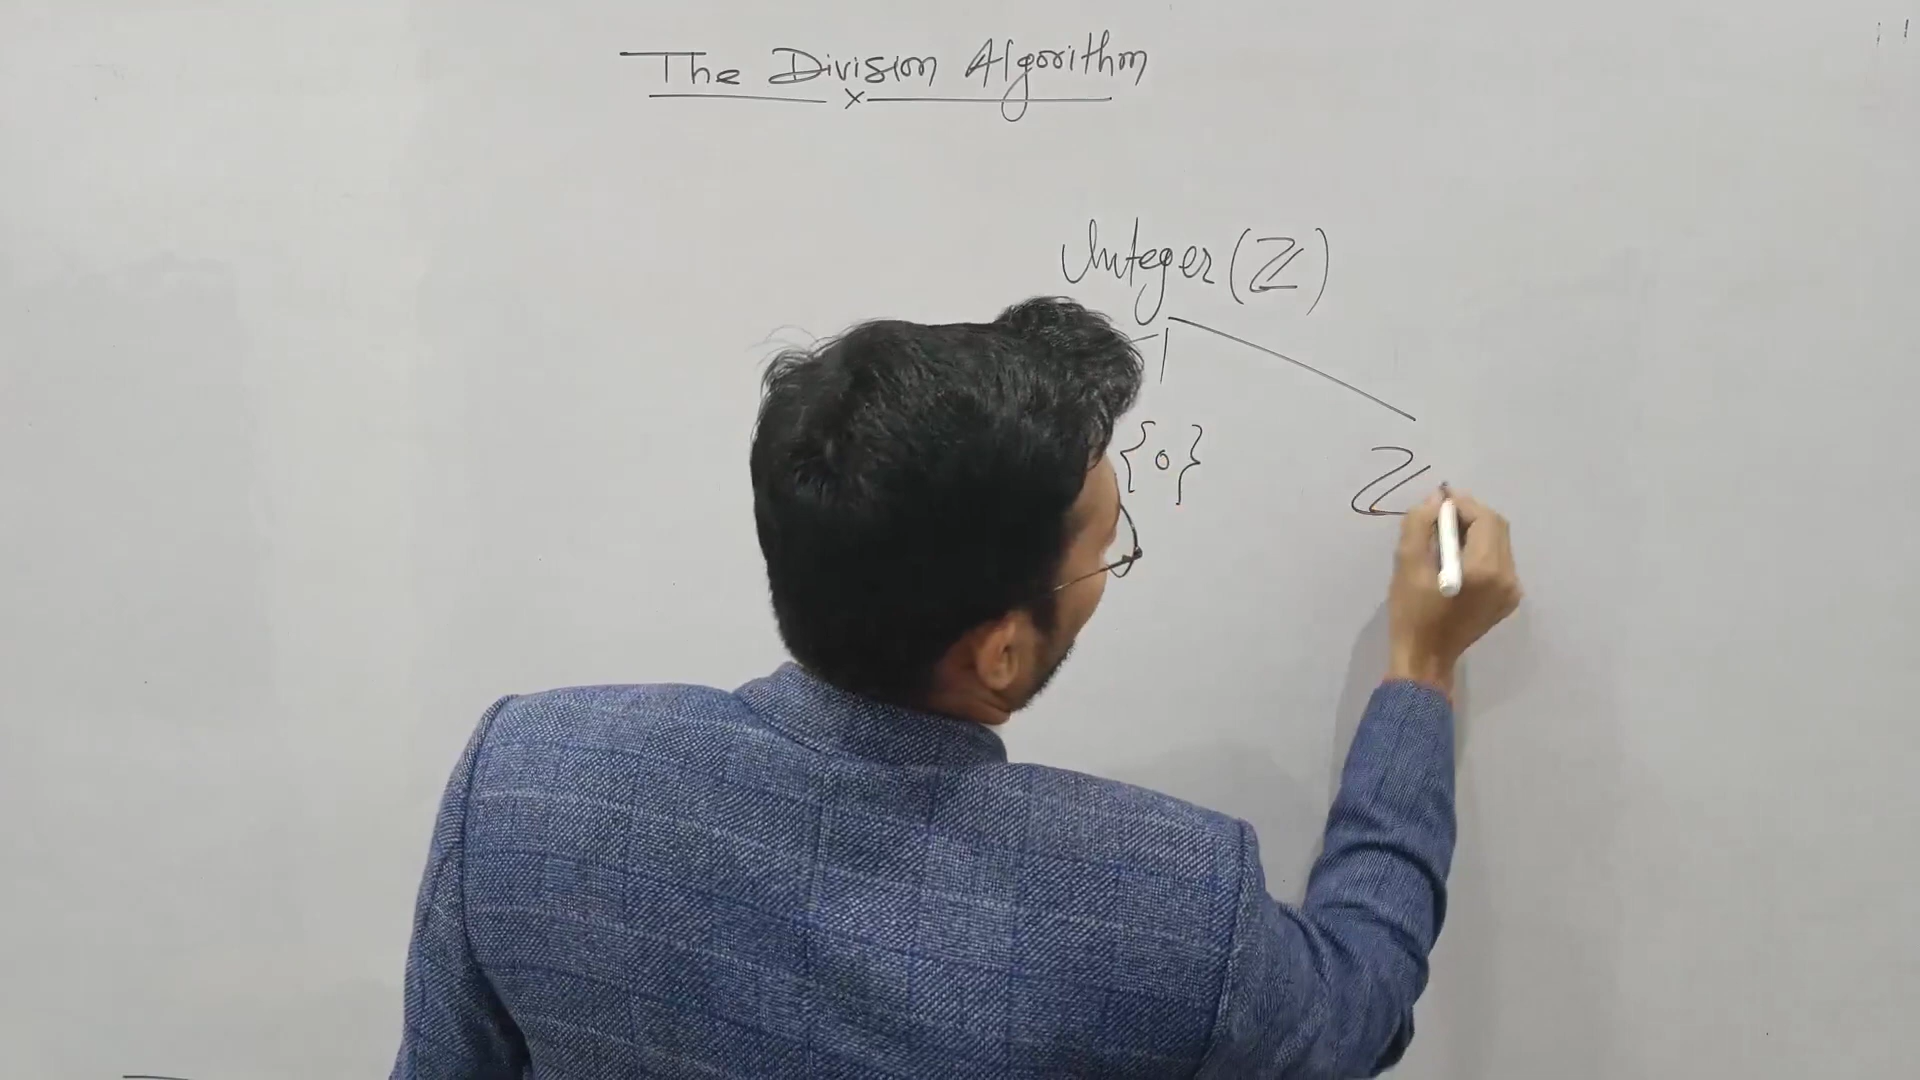 The Division Algorithm
Integer (ℤ)
{0} ℤ